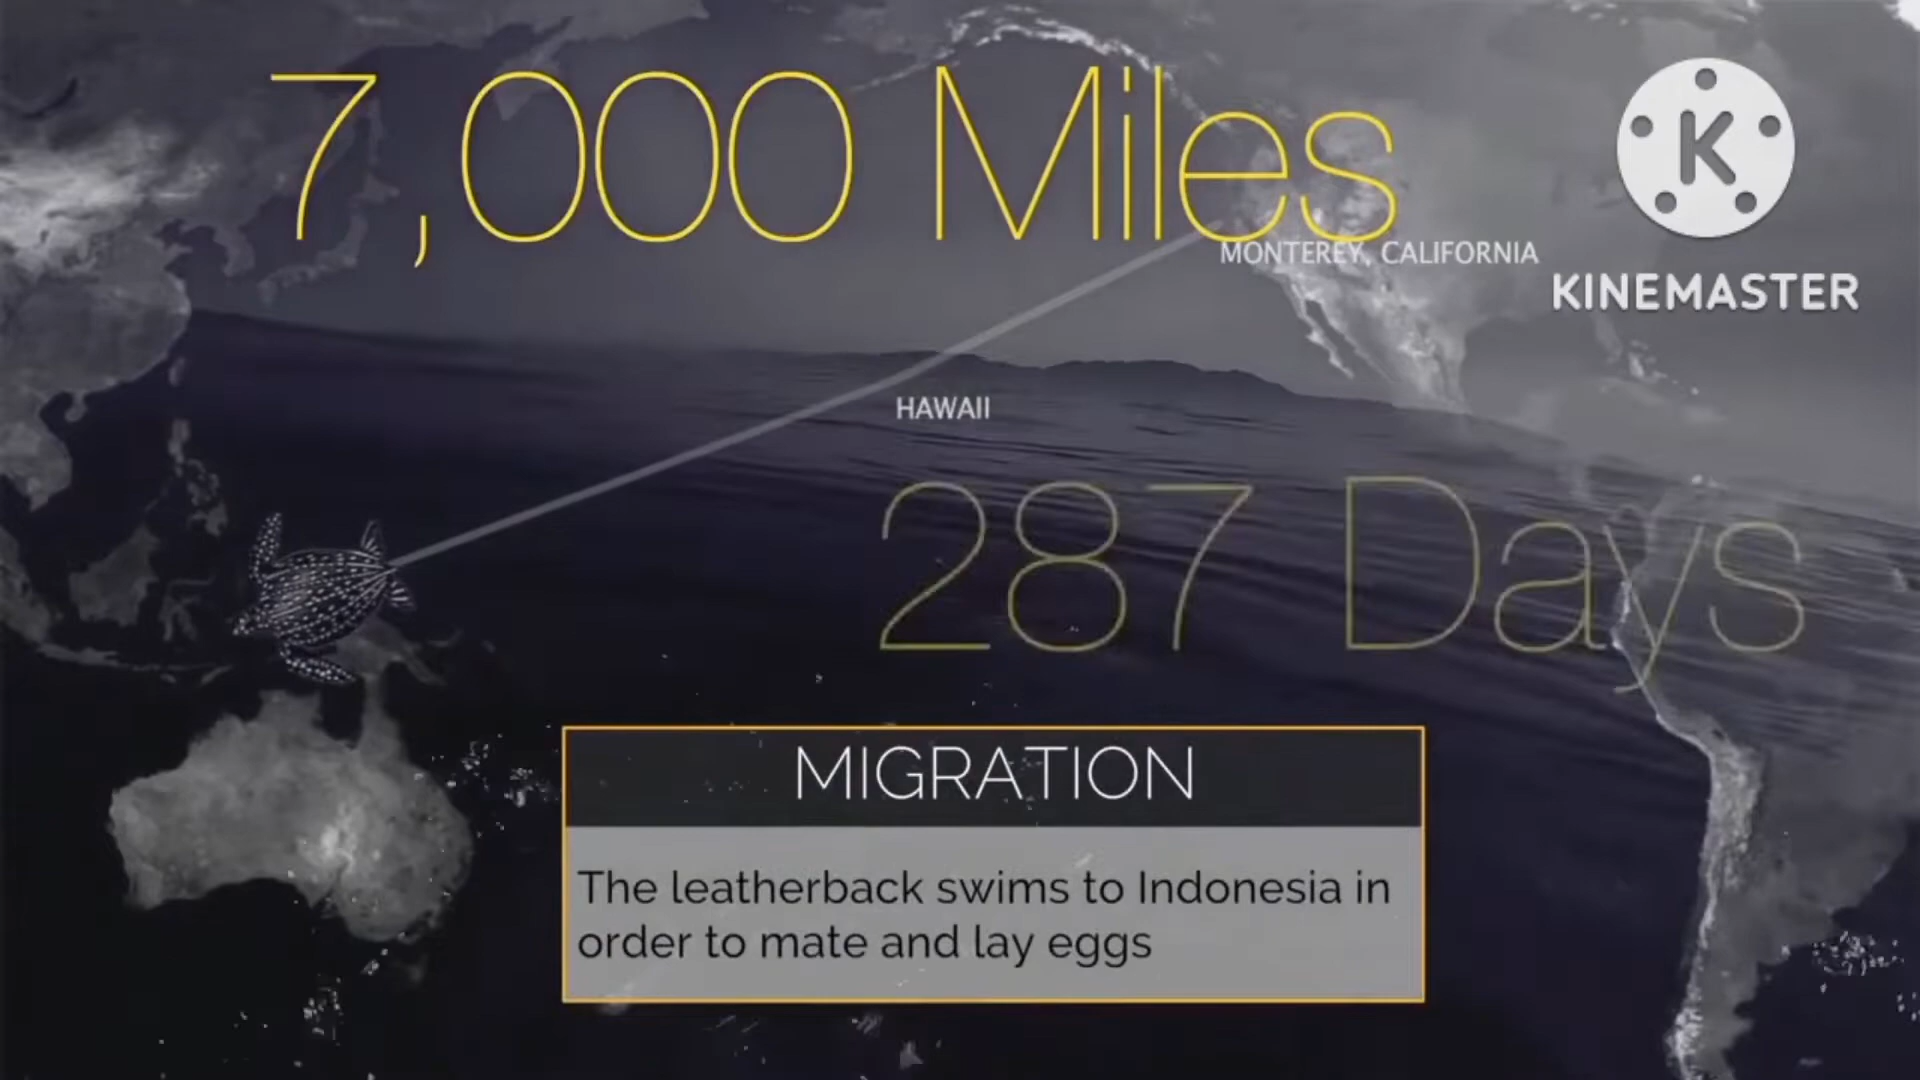 7,000 Miles
K
KINEMASTER
MONTEREY, CALIFORNIA
HAWAII
287 Days
MIGRATION
The leatherback swims to Indonesia in
order to mate and lay eggs